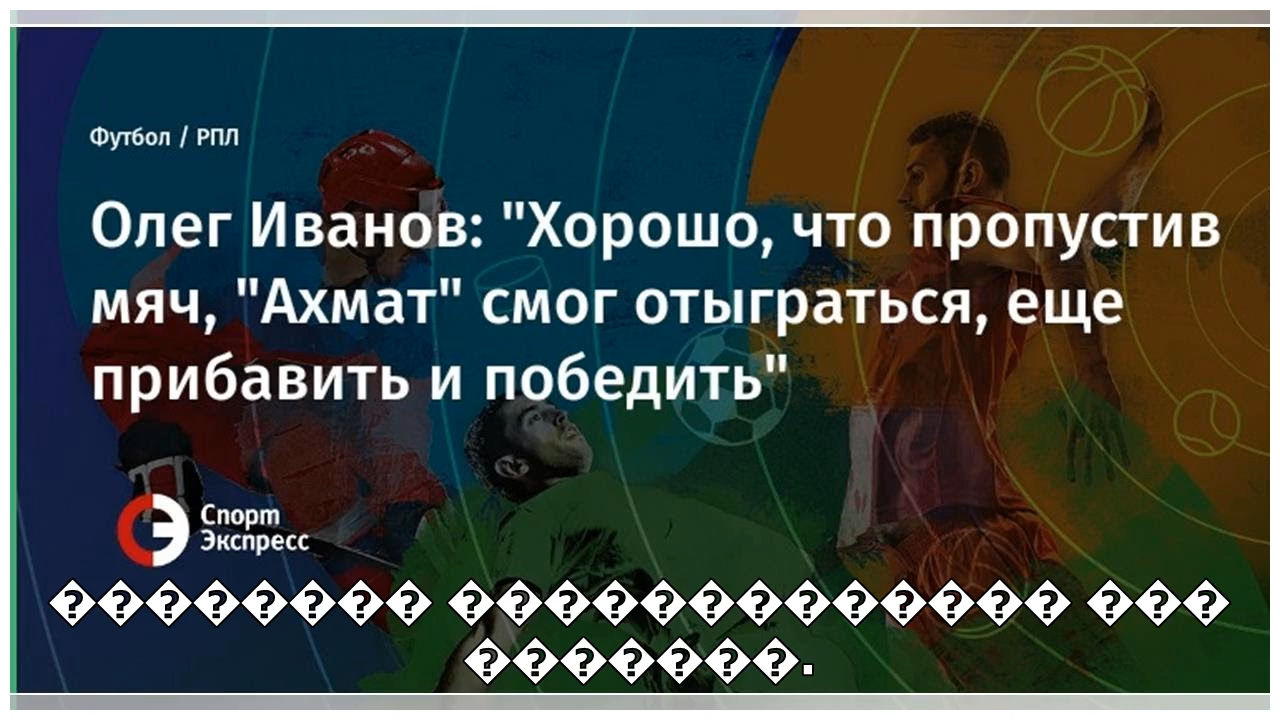 Футбол / РПЛ
Олег Иванов: "Хорошо, что пропустив
мяч, "Ахмат" смог отыграться, еще
прибавить и победить"
Спорт
Экспресс